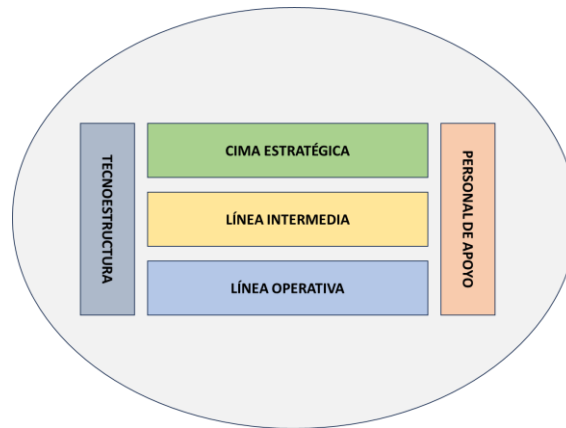 TECNOESTRUCTURA
CIMA ESTRATÉGICA
LÍNEA INTERMEDIA
LÍNEA OPERATIVA
PERSONAL DE APOYO